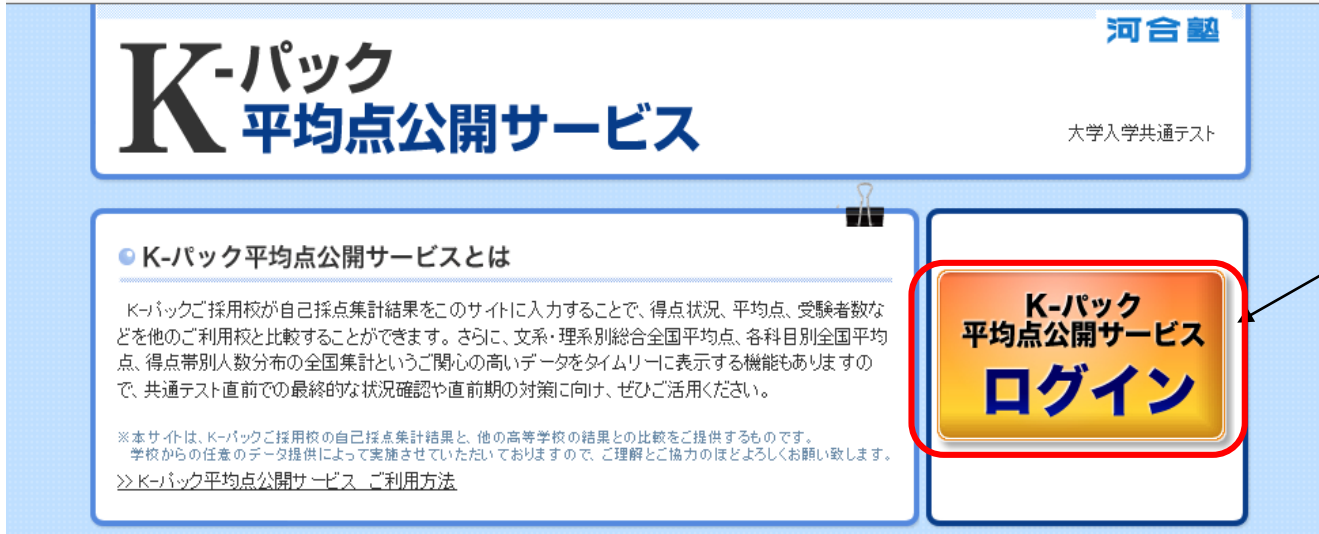 河合塾
K-パック
平均点公開サービス
大学入学共通テスト
K-パック平均点公開サービスとは
K-パックご採用校が自己採点集計結果をこのサイトに入力することで、得点状況、平均点、受験者数な
どを他のご利用校と比較することができます。さらに、文系・理系別総合全国平均点、各科目別全国平均
点、得点帯別人数分布の全国集計というご関心の高いデータをタイムリーに表示する機能もありますの
で、共通テスト直前での最終的な状況確認や直前期の対策に向け、ぜひご活用ください。
※本サイトは、K-パックご採用校の自己採点集計結果と、他の高等学校の結果との比較をご提供するものです。
学校からの任意のデータ提供によって実施させていただいておりますので、ご理解とご協力のほどよろしくお願い致します。
>> K-パック平均点公開サービス ご利用方法
K-パック
平均点公開サービス
ログイン